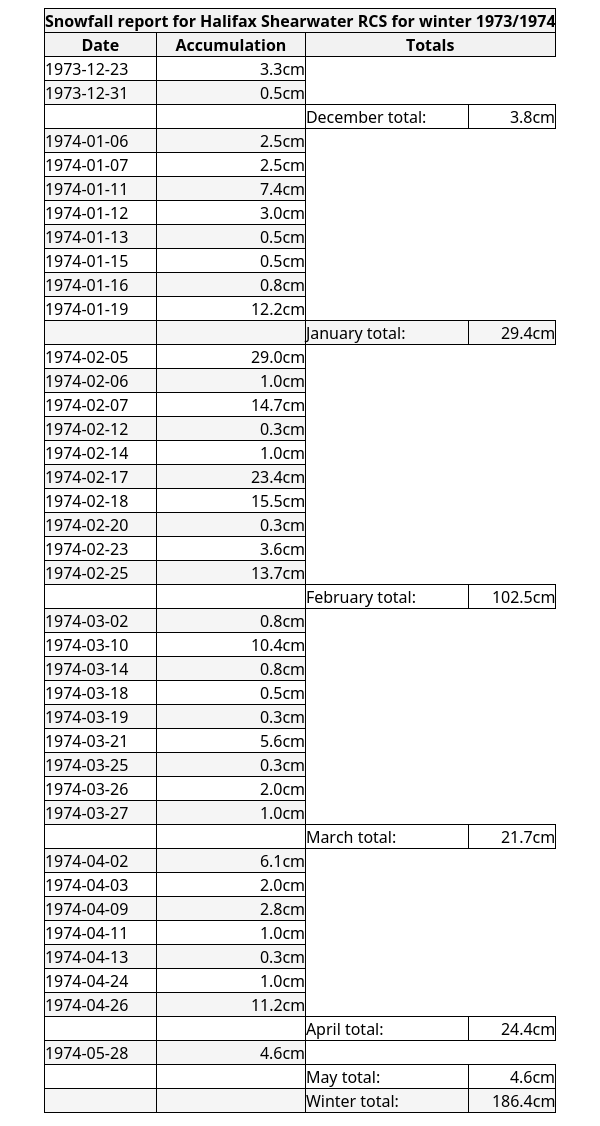 Snowfall report for Halifax Shearwater RCS for winter 1973/1974
Date Accumulation Totals
1973-12-23 3.3cm
1973-12-31 0.5cm
December total: 3.8cm
1974-01-06 2.5cm
1974-01-07 2.5cm
1974-01-11 7.4cm
1974-01-12 3.0cm
1974-01-13 0.5cm
1974-01-15 0.5cm
1974-01-16 0.8cm
1974-01-19 12.2cm
January total: 29.4cm
1974-02-05 29.0cm
1974-02-06 1.0cm
1974-02-07 14.7cm
1974-02-12 0.3cm
1974-02-14 1.0cm
1974-02-17 23.4cm
1974-02-18 15.5cm
1974-02-20 0.3cm
1974-02-23 3.6cm
1974-02-25 13.7cm
February total: 102.5cm
1974-03-02 0.8cm
1974-03-10 10.4cm
1974-03-14 0.8cm
1974-03-18 0.5cm
1974-03-19 0.3cm
1974-03-21 5.6cm
1974-03-25 0.3cm
1974-03-26 2.0cm
1974-03-27 1.0cm
March total: 21.7cm
1974-04-02 6.1cm
1974-04-03 2.0cm
1974-04-09 2.8cm
1974-04-11 1.0cm
1974-04-13 0.3cm
1974-04-24 1.0cm
1974-04-26 11.2cm
April total: 24.4cm
1974-05-28 4.6cm
May total: 4.6cm
Winter total: 186.4cm